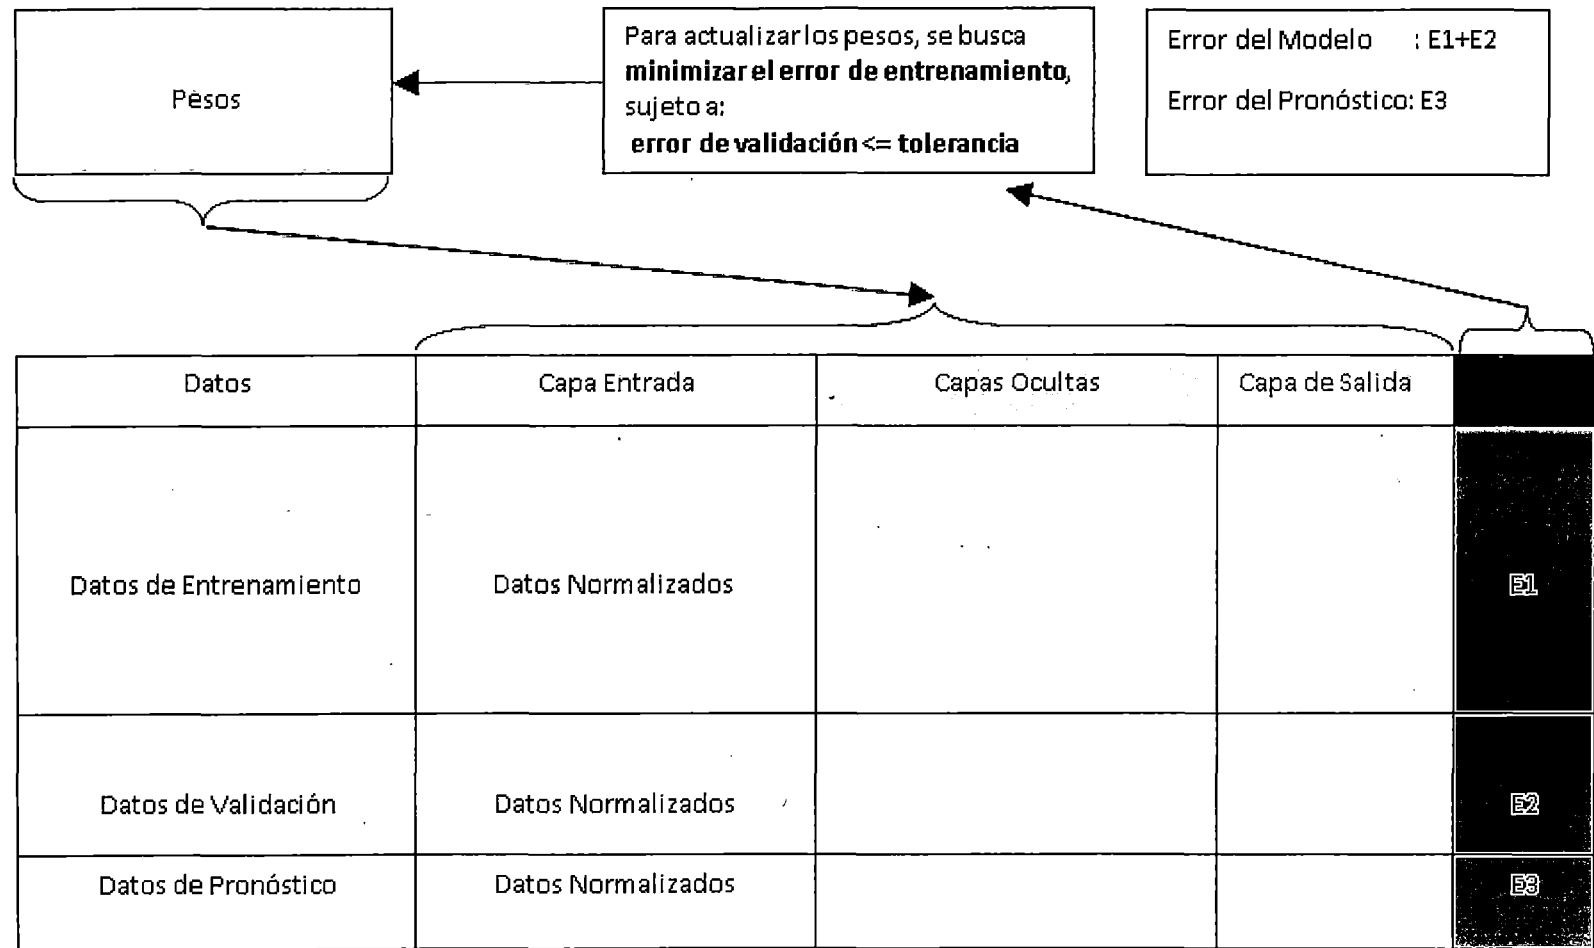 Pesos
Para actualizar los pesos, se busca
minimizar el error de entrenamiento,
sujeto a:
error de validación <= tolerancia
Error del Modelo : E1+E2
Error del Pronóstico: E3
Datos Capa Entrada Capas Ocultas Capa de Salida
Datos de Entrenamiento Datos Normalizados E1
Datos de Validación Datos Normalizados E2
Datos de Pronóstico Datos Normalizados E3